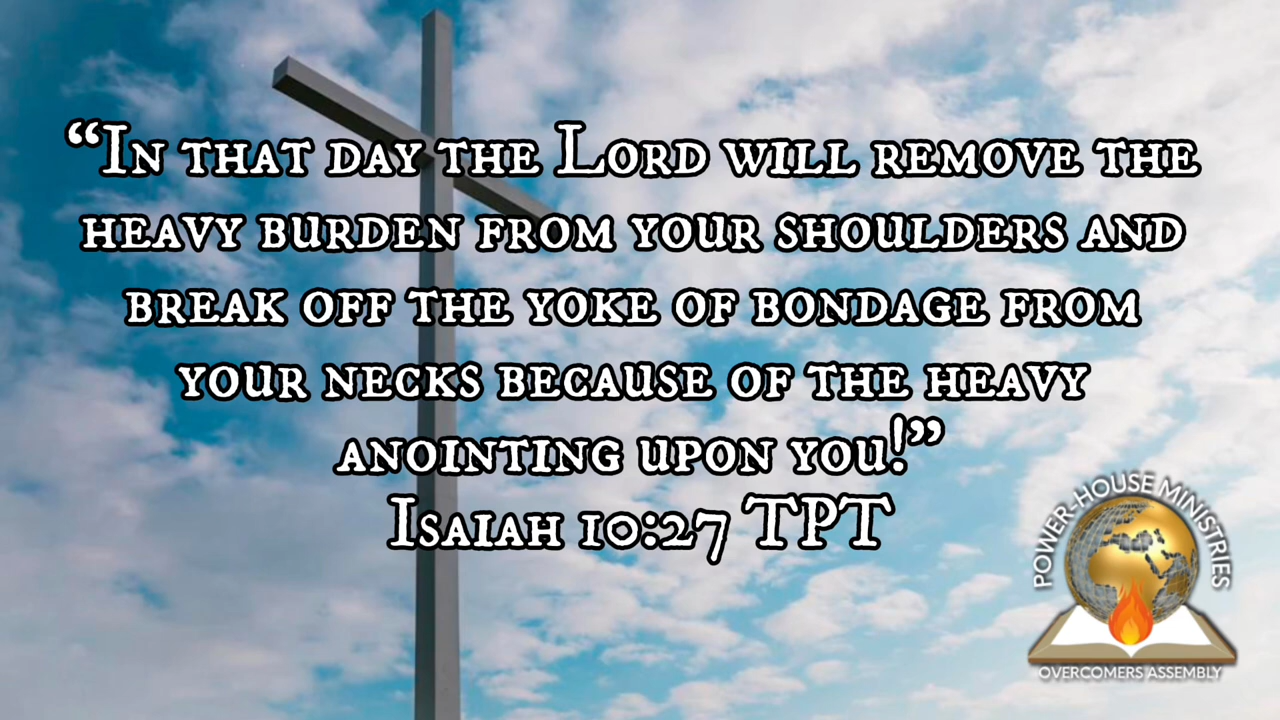 “In that day the Lord will remove the
heavy burden from your shoulders and
break off the yoke of bondage from
your necks because of the heavy
anointing upon you!”
Isaiah 10:27 TPT
POWER-HOUSE MINISTRIES
OVERCOMERS ASSEMBLY